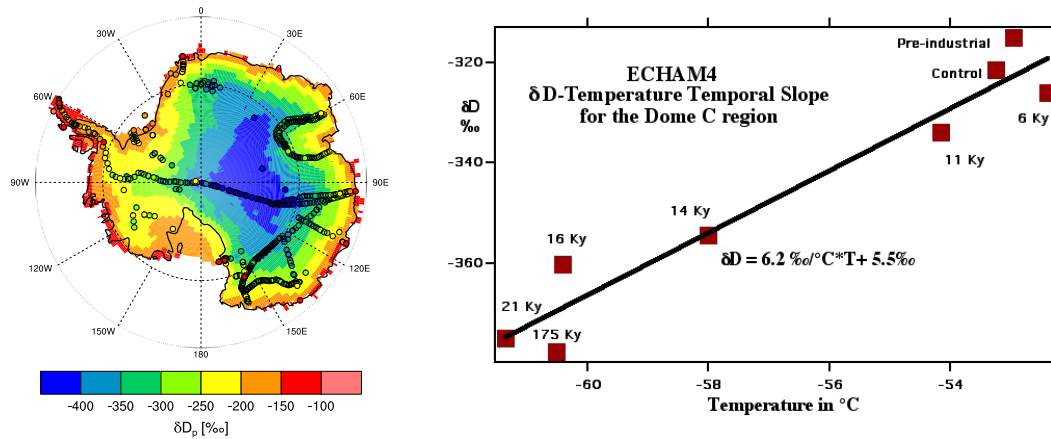 0
30W
30E
60W
60E
90W
90E
120W
120E
150W
150E
180
-400 -350 -300 -250 -200 -150 -100
δDp [‰]
ECHAM4
δ D-Temperature Temporal Slope
for the Dome C region
Pre-industrial
Control
6 Ky
11 Ky
14 Ky
16 Ky
δD = 6.2 ‰/°C*T+ 5.5‰
21 Ky
175 Ky
-320
δD
‰
-340
-360
-60 -58 -56 -54
Temperature in °C